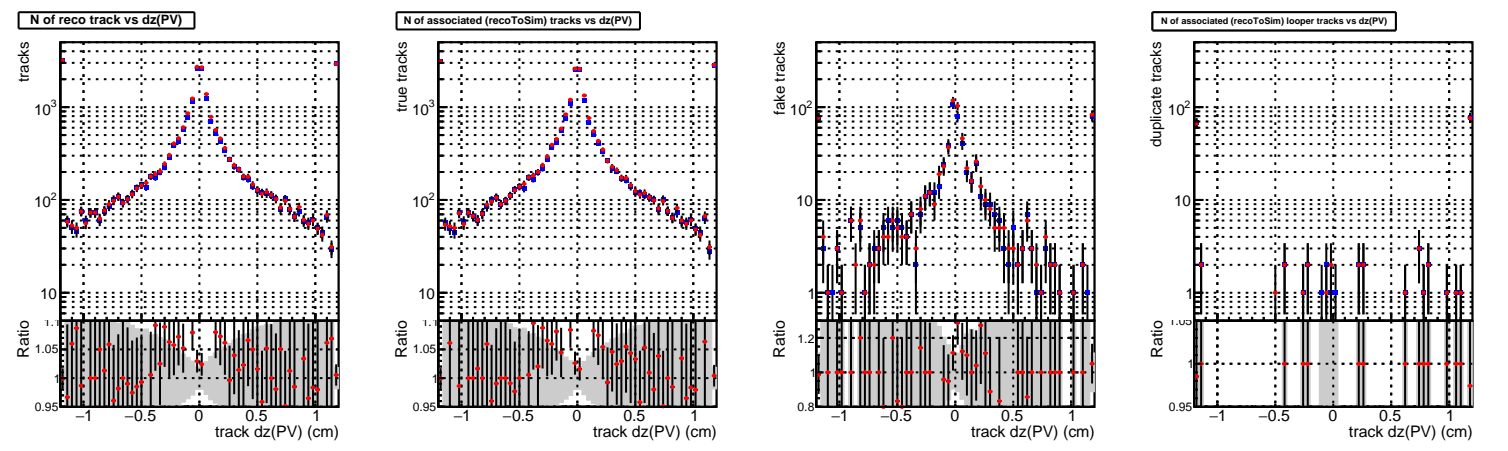 N of reco track vs dz(PV)
tracks
10³
10²
10
Ratio
1.1
1.05
1
0.95
−1 −0.5 0 0.5 1
track dz(PV) (cm)
N of associated (recoToSim) tracks vs dz(PV)
true tracks
10³
10²
10
Ratio
1.1
1.05
1
0.95
−1 −0.5 0 0.5 1
track dz(PV) (cm)
fake tracks
10²
10
1
Ratio
1.2
1
0.8
−1 −0.5 0 0.5 1
track dz(PV) (cm)
N of associated (recoToSim) looper tracks vs dz(PV)
duplicate tracks
10²
10
1
Ratio
1.05
1
0.95
−1 −0.5 0 0.5 1
track dz(PV) (cm)